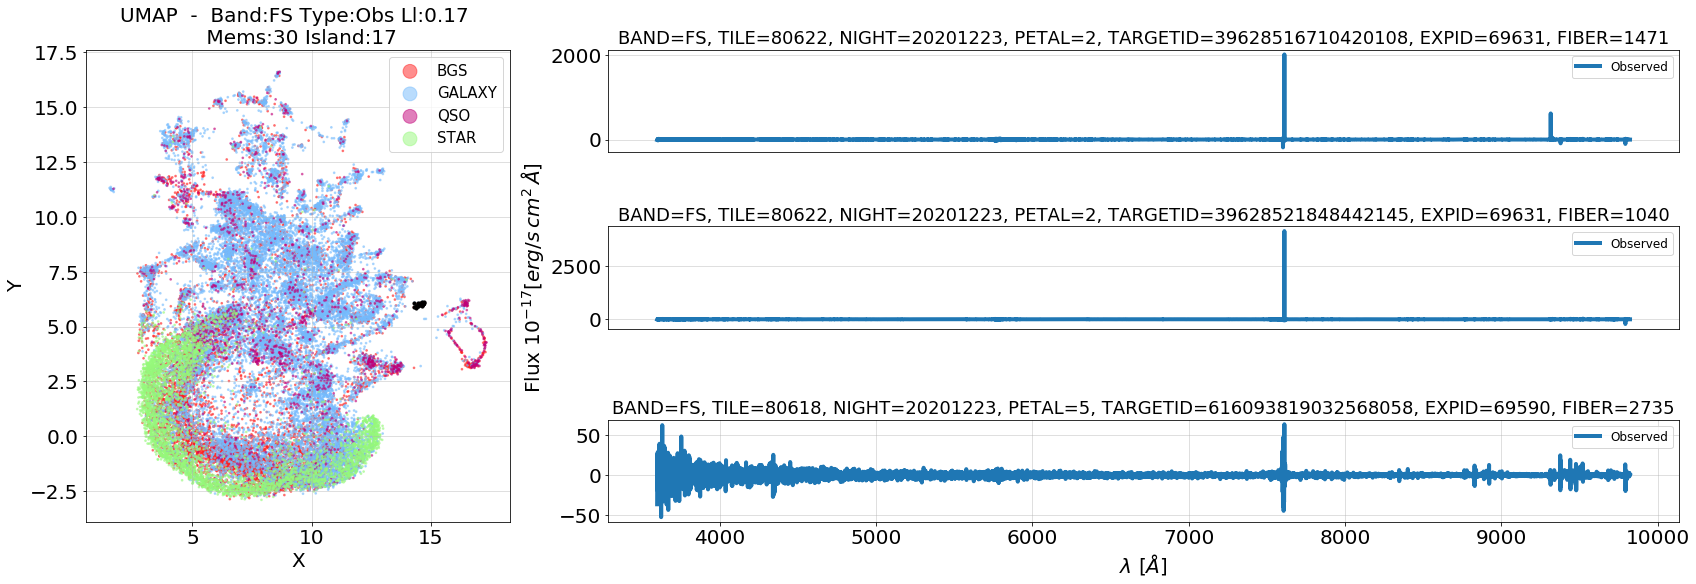 UMAP - Band:FS Type:Obs Ll:0.17
Mems:30 Island:17
17.5
15.0
12.5
10.0
7.5
5.0
2.5
0.0
−2.5
Y
5
10
15
X
BGS
GALAXY
QSO
STAR
Flux 10⁻¹⁷[erg/s cm² Å]
BAND=FS, TILE=80622, NIGHT=20201223, PETAL=2, TARGETID=39628516710420108, EXPID=69631, FIBER=1471
2000
0
Observed
BAND=FS, TILE=80622, NIGHT=20201223, PETAL=2, TARGETID=39628521848442145, EXPID=69631, FIBER=1040
2500
0
Observed
BAND=FS, TILE=80618, NIGHT=20201223, PETAL=5, TARGETID=616093819032568058, EXPID=69590, FIBER=2735
50
0
−50
Observed
4000
5000
6000
7000
8000
9000
10000
λ [Å]